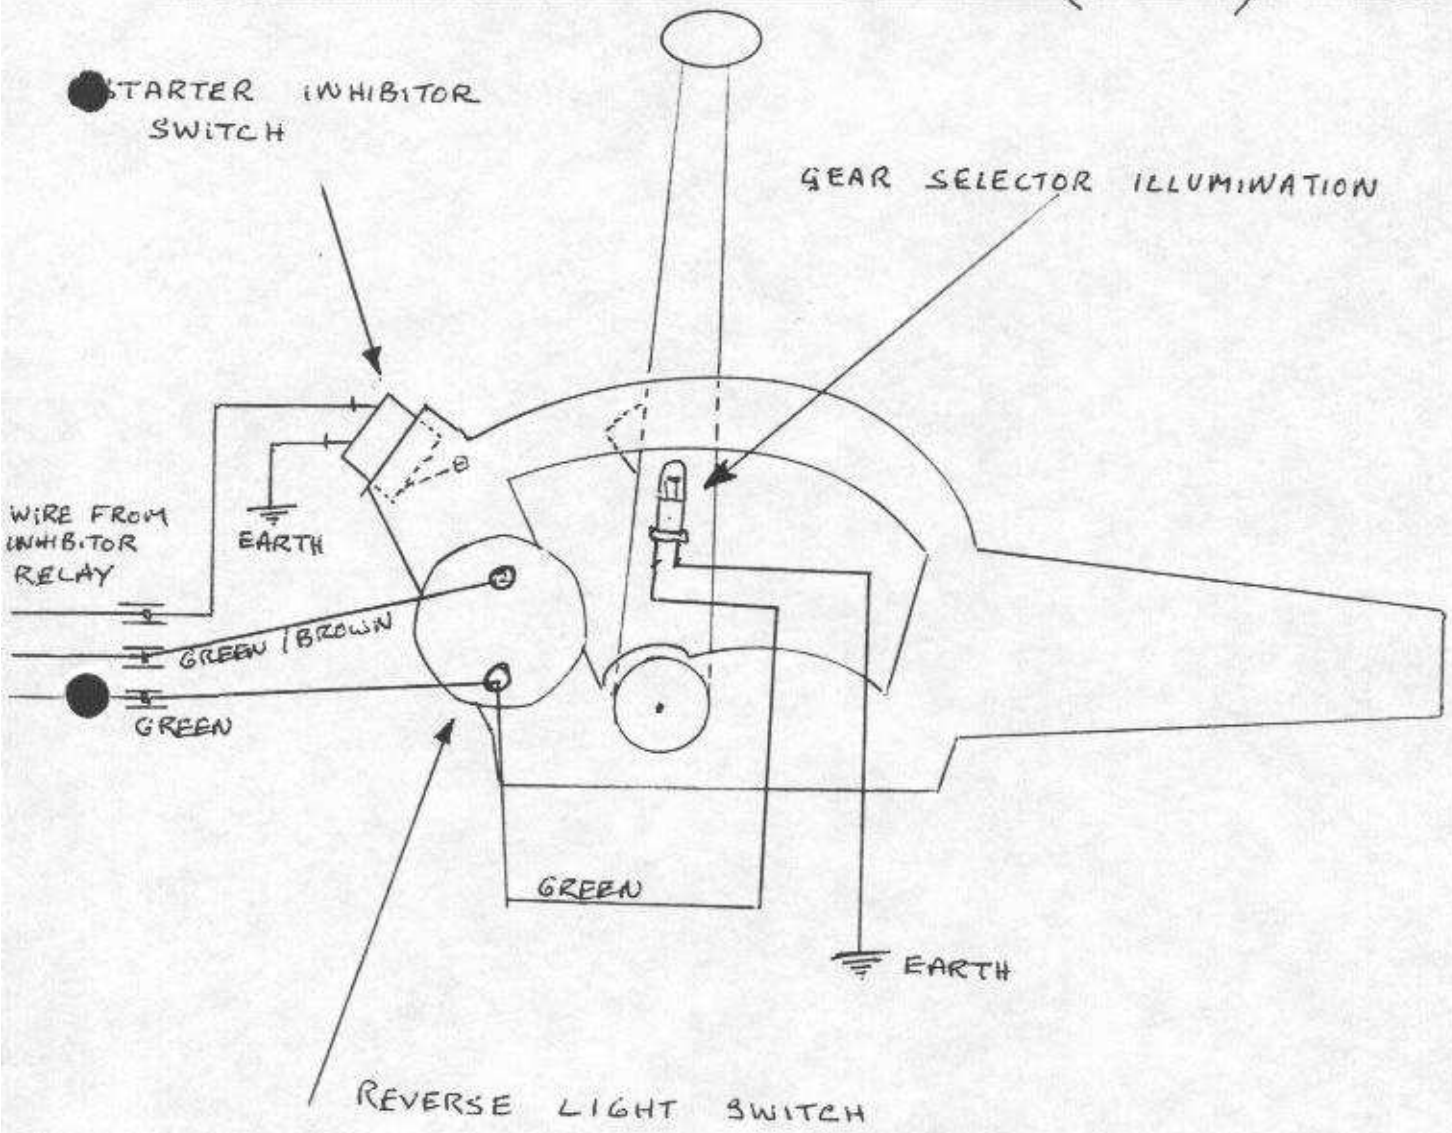 STARTER INHIBITOR
SWITCH
GEAR SELECTOR ILLUMINATION
WIRE FROM
INHIBITOR
RELAY
EARTH
GREEN / BROWN
GREEN
GREEN
EARTH
REVERSE LIGHT SWITCH